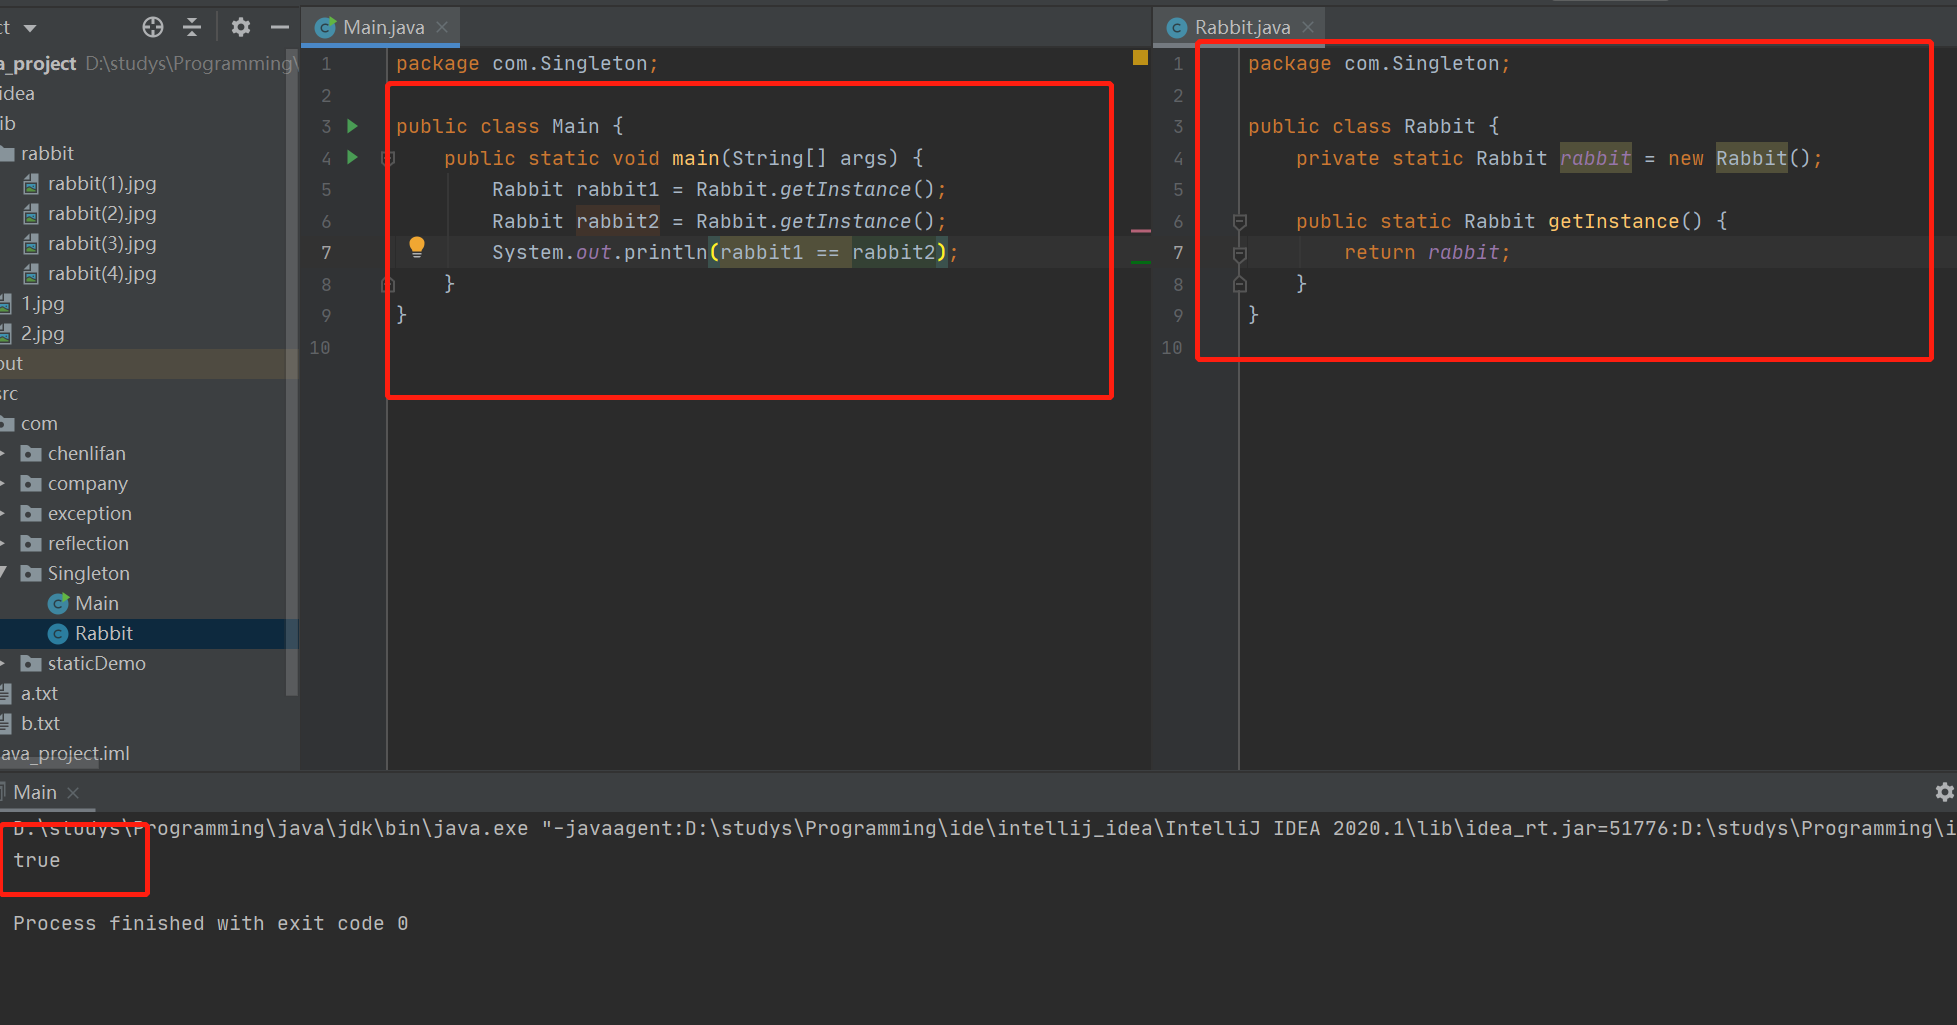 ct
Main.java
Rabbit.java
a_project D:\studys\Programming\
idea
ib
rabbit
rabbit(1).jpg
rabbit(2).jpg
rabbit(3).jpg
rabbit(4).jpg
1.jpg
2.jpg
out
src
com
chenlifan
company
exception
reflection
Singleton
Main
Rabbit
staticDemo
a.txt
b.txt
java_project.iml
1 package com.Singleton;
2
3 public class Main {
4 public static void main(String[] args) {
5 Rabbit rabbit1 = Rabbit.getInstance();
6 Rabbit rabbit2 = Rabbit.getInstance();
7 System.out.println(rabbit1 == rabbit2);
8 }
9 }
10
1 package com.Singleton;
2
3 public class Rabbit {
4 private static Rabbit rabbit = new Rabbit();
5
6 public static Rabbit getInstance() {
7 return rabbit;
8 }
9 }
10
Main
D:\studys\Programming\java\jdk\bin\java.exe "-javaagent:D:\studys\Programming\ide\intellij_idea\IntelliJ IDEA 2020.1\lib\idea_rt.jar=51776:D:\studys\Programming\i
true
Process finished with exit code 0